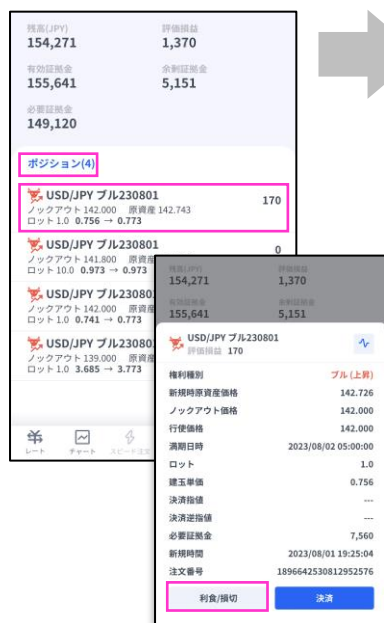 残高(JPY) 評価損益
154,271 1,370
有効証拠金 余剰証拠金
155,641 5,151
必要証拠金
149,120
ポジション(4)
USD/JPY ブル230801 170
ノックアウト 142.000 原資産 142.743
ロット 1.0 0.756 → 0.773
USD/JPY ブル230801 0
ノックアウト 141.800 原資産
ロット 10.0 0.973 → 0.973
USD/JPY ブル23080
ノックアウト 142.000 原資
ロット 1.0 0.741 → 0.773
USD/JPY ブル23080
ノックアウト 139.000 原資
ロット 1.0 3.685 → 3.773
レート チャート スピード注文
残高(JPY) 評価損益
154,271 1,370
有効証拠金 余剰証拠金
155,641 5,151
USD/JPY ブル230801
評価損益 170
権利種別 ブル (上昇)
新規時原資産価格 142.726
ノックアウト価格 142.000
行使価格 142.000
満期日時 2023/08/02 05:00:00
ロット 1.0
建玉単価 0.756
決済指値 ---
決済逆指値 ---
必要証拠金 7,560
新規時間 2023/08/01 19:25:04
注文番号 1896642530812952576
利食/損切 決済